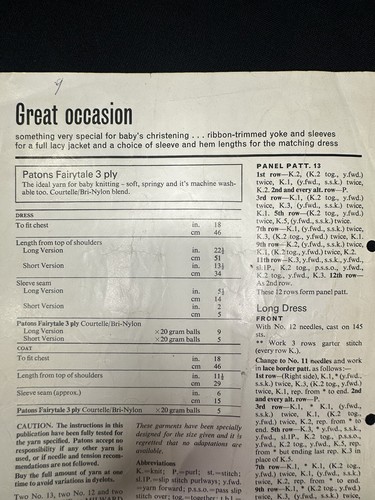 9
Great occasion
something very special for baby's christening . . . ribbon-trimmed yoke and sleeves
for a full lacy jacket and a choice of sleeve and hem lengths for the matching dress
Patons Fairytale 3 ply
The ideal yarn for baby knitting – soft, springy and it's machine wash-
able too. Courtelle/Bri-Nylon blend.
DRESS
To fit chest in. 18
cm 46
Length from top of shoulders
Long Version in.
cm 51
Short Version in.
cm 34
Sleeve seam
Long Version in.
cm 14
Short Version in. 2
cm 5
Patons Fairytale 3 ply Courtelle/Bri-Nylon
Long Version ×20 gram balls 9
Short Version ×20 gram balls 5
COAT
To fit chest in. 18
cm 46
Length from top of shoulders in.
cm 29
Sleeve seam (approx.) in. 6
cm 15
Patons Fairytale 3 ply Courtelle/Bri-Nylon ×20 gram balls 5
CAUTION. The instructions in this
publication have been fully tested for
the yarn specified. Patons accept no
responsibility if any other yarn is
used, or if needle and tension recom-
mendations are not followed.
Buy the full amount of yarn at one
time to avoid variations in dyelots.
Two No. 13, two No. 12 and two
These garments have been specially
designed for the size given and it is
regretted that no adaptations are
available.
Abbreviations
K.=knit; P.=purl; st.=stitch;
sl.1P.=slip stitch purlways; y.fwd.
=yarn forward; p.s.s.o.=pass slip
stitch over; tog.=together;
PANEL PATT. 13
1st row—K.2, (K.2 tog., y.fwd.)
twice, K.1, (y.fwd., s.s.k.) twice,
K.2. 2nd and every alt. row—P.
3rd row—K.1, (K.2 tog., y.fwd.)
twice, K.3, (y.fwd., s.s.k.) twice,
K.1. 5th row—(K.2 tog., y.fwd.)
twice, K.5, (y.fwd., s.s.k.) twice.
7th row—K.1, (y.fwd., s.s.k.) twice,
K.3, (K.2 tog., y.fwd.) twice, K.1.
9th row—K.2, (y.fwd., s.s.k.) twice,
K.1, (K.2 tog., y.fwd.) twice, K.2.
11th row—K.3, y.fwd., s.s.k., y.fwd.,
sl.1P., K.2 tog., p.s.s.o., y.fwd.,
K.2 tog., y.fwd., K.3. 12th row—
As 2nd row.
These 12 rows form panel patt.
Long Dress
FRONT
With No. 12 needles, cast on 145
sts.
** Work 3 rows garter stitch
(every row K.).
Change to No. 11 needles and work
in lace border patt. as follows:—
1st row—(Right side), K.1, * (y.fwd.,
s.s.k.) twice, K.3, (K.2 tog., y.fwd.)
twice, K.1, rep. from * to end. 2nd
and every alt. row—P.
3rd row—K.1, * K.1, (y.fwd., s.s.k.)
twice, K.1, (K.2 tog., y.fwd.)
twice, K.2, rep. from * to
end. 5th row—K.3, * y.fwd., s.s.k.,
y.fwd., sl.1P., K.2 tog., p.s.s.o.,
y.fwd., K.2 tog., y.fwd., K.5, rep.
from * but ending last rep. K.3 in
place of K.5.
7th row—K.1, * K.1, (K.2 tog.,
y.fwd.) twice, K.1, (y.fwd., s.s.k.)
twice, K.2, rep. from * to end.
9th row—K.1, * (K.2 tog., y.fwd.)